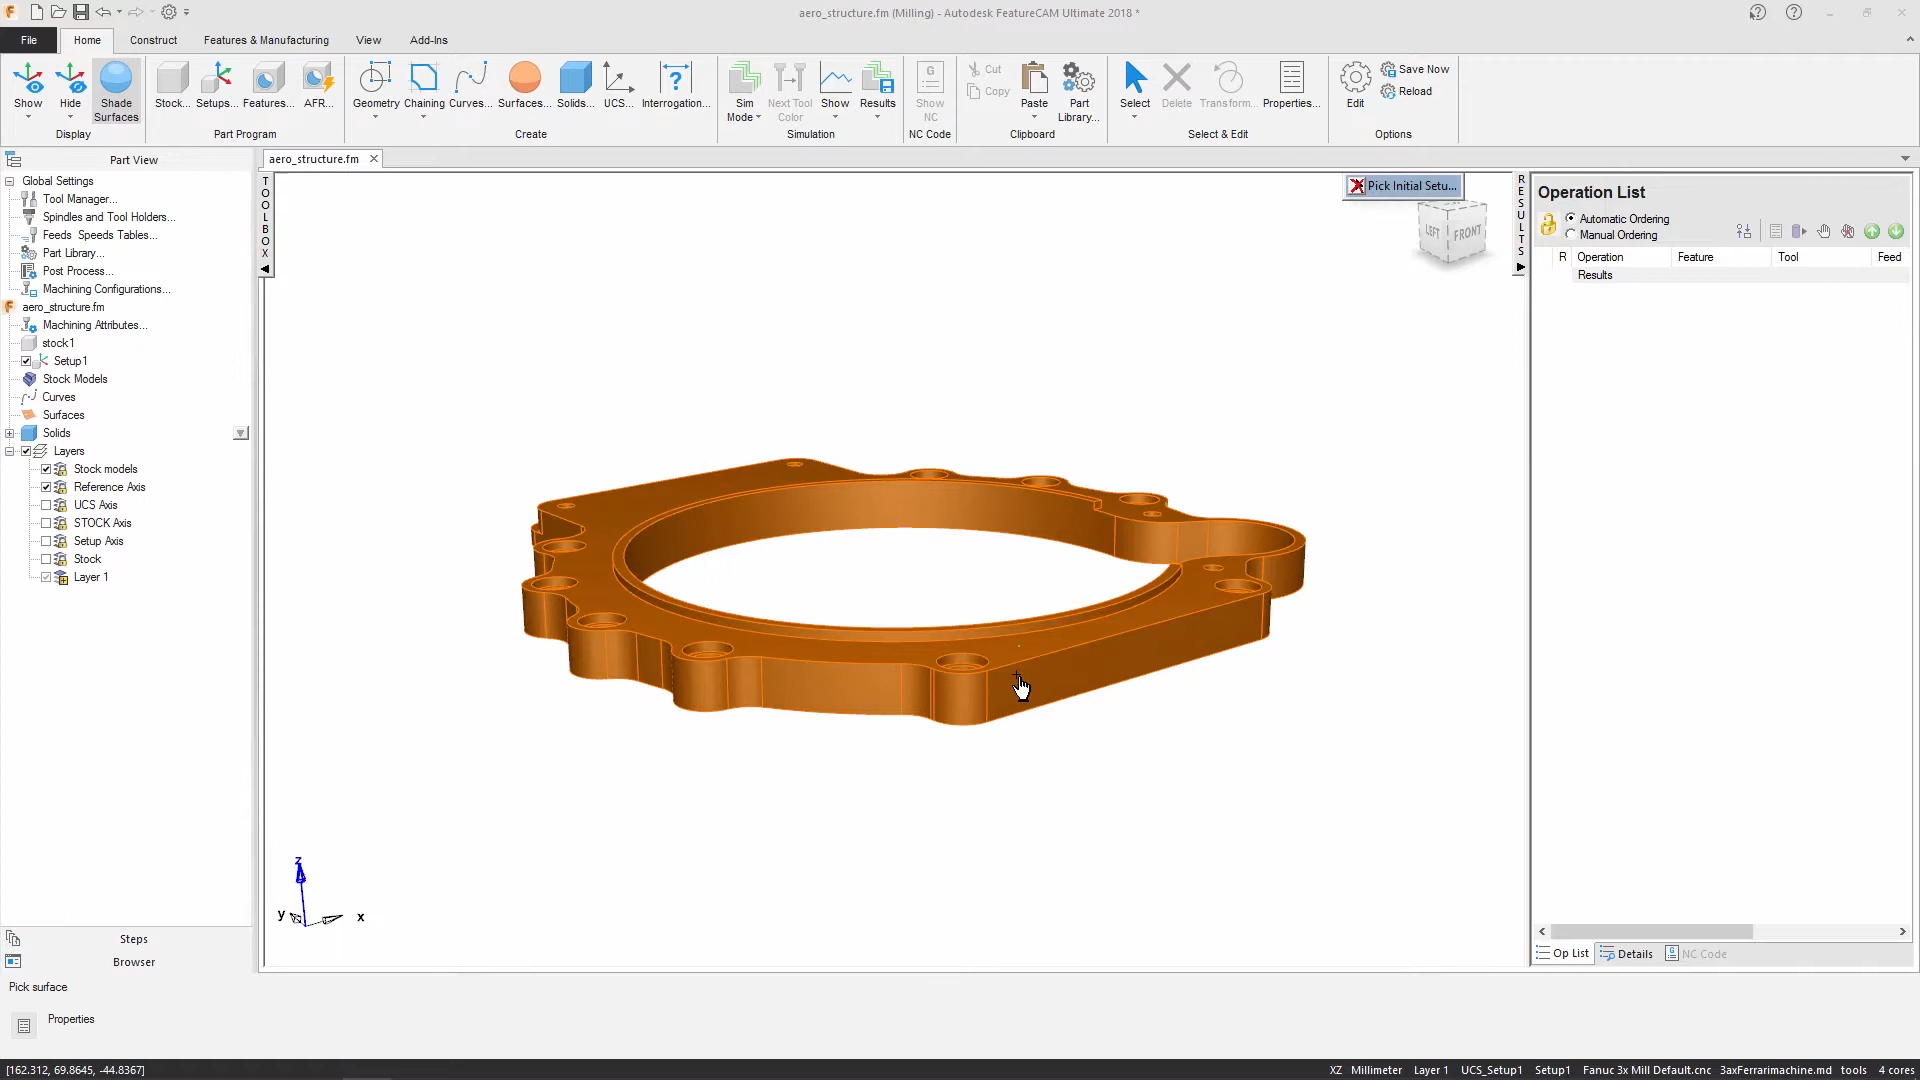 aero_structure.fm (Milling) - Autodesk FeatureCAM Ultimate 2018 *
File
Home
Construct
Features & Manufacturing
View
Add-Ins
Show
Hide
Shade Surfaces
Stock...
Setups...
Features...
AFR...
Geometry
Chaining
Curves...
Surfaces...
Solids...
UCS...
Interrogation...
Sim Mode
Next Tool Color
Show
Results
Show NC
Cut
Copy
Paste
Part Library...
Select
Delete
Transform...
Properties...
Edit
Save Now
Reload
Display
Part Program
Create
Simulation
NC Code
Clipboard
Select & Edit
Options
Part View
aero_structure.fm
Global Settings
Tool Manager...
Spindles and Tool Holders...
Feeds Speeds Tables...
Part Library...
Post Process...
Machining Configurations...
aero_structure.fm
Machining Attributes...
stock1
Setup1
Stock Models
Curves
Surfaces
Solids
Layers
Stock models
Reference Axis
UCS Axis
STOCK Axis
Setup Axis
Stock
Layer 1
Steps
Browser
TOOLBOX
Pick Initial Setu...
LEFT
FRONT
z
y
x
RESULTS
Operation List
Automatic Ordering
Manual Ordering
R Operation Feature Tool Feed
Results
Op List
Details
NC Code
Pick surface
Properties
[162.312, 69.8645, -44.8367]
XZ Millimeter Layer 1 UCS_Setup1 Setup1 Fanuc 3x Mill Default.cnc 3axFerrarimachine.md tools 4 cores